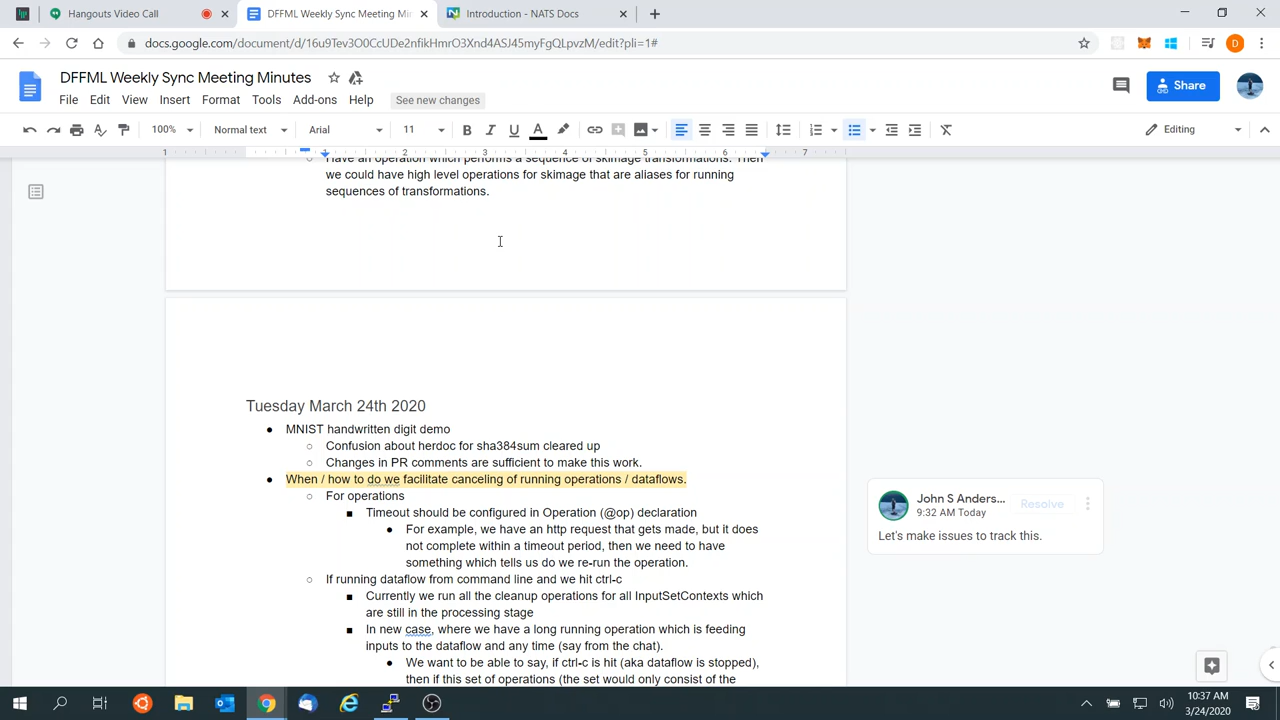 Hangouts Video Call
DFFML Weekly Sync Meeting Mi
Introduction - NATS Docs
docs.google.com/document/d/16u9Tev3O0CcUDe2nfikHmrO3Xnd4ASJ45myFgQLpvzM/edit?pli=1#
D
DFFML Weekly Sync Meeting Minutes
File Edit View Insert Format Tools Add-ons Help See new changes
Share
100% Normal text Arial 11 Editing
1 1 2 3 4 5 6 7
Have an operation which performs a sequence of skimage transformations. Then
we could have high level operations for skimage that are aliases for running
sequences of transformations.
Tuesday March 24th 2020
MNIST handwritten digit demo
Confusion about herdoc for sha384sum cleared up
Changes in PR comments are sufficient to make this work.
When / how to do we facilitate canceling of running operations / dataflows.
For operations
Timeout should be configured in Operation (@op) declaration
For example, we have an http request that gets made, but it does
not complete within a timeout period, then we need to have
something which tells us do we re-run the operation.
If running dataflow from command line and we hit ctrl-c
Currently we run all the cleanup operations for all InputSetContexts which
are still in the processing stage
In new case, where we have a long running operation which is feeding
inputs to the dataflow and any time (say from the chat).
We want to be able to say, if ctrl-c is hit (aka dataflow is stopped),
then if this set of operations (the set would only consist of the
John S Anders...
9:32 AM Today
Resolve
Let's make issues to track this.
10:37 AM
3/24/2020